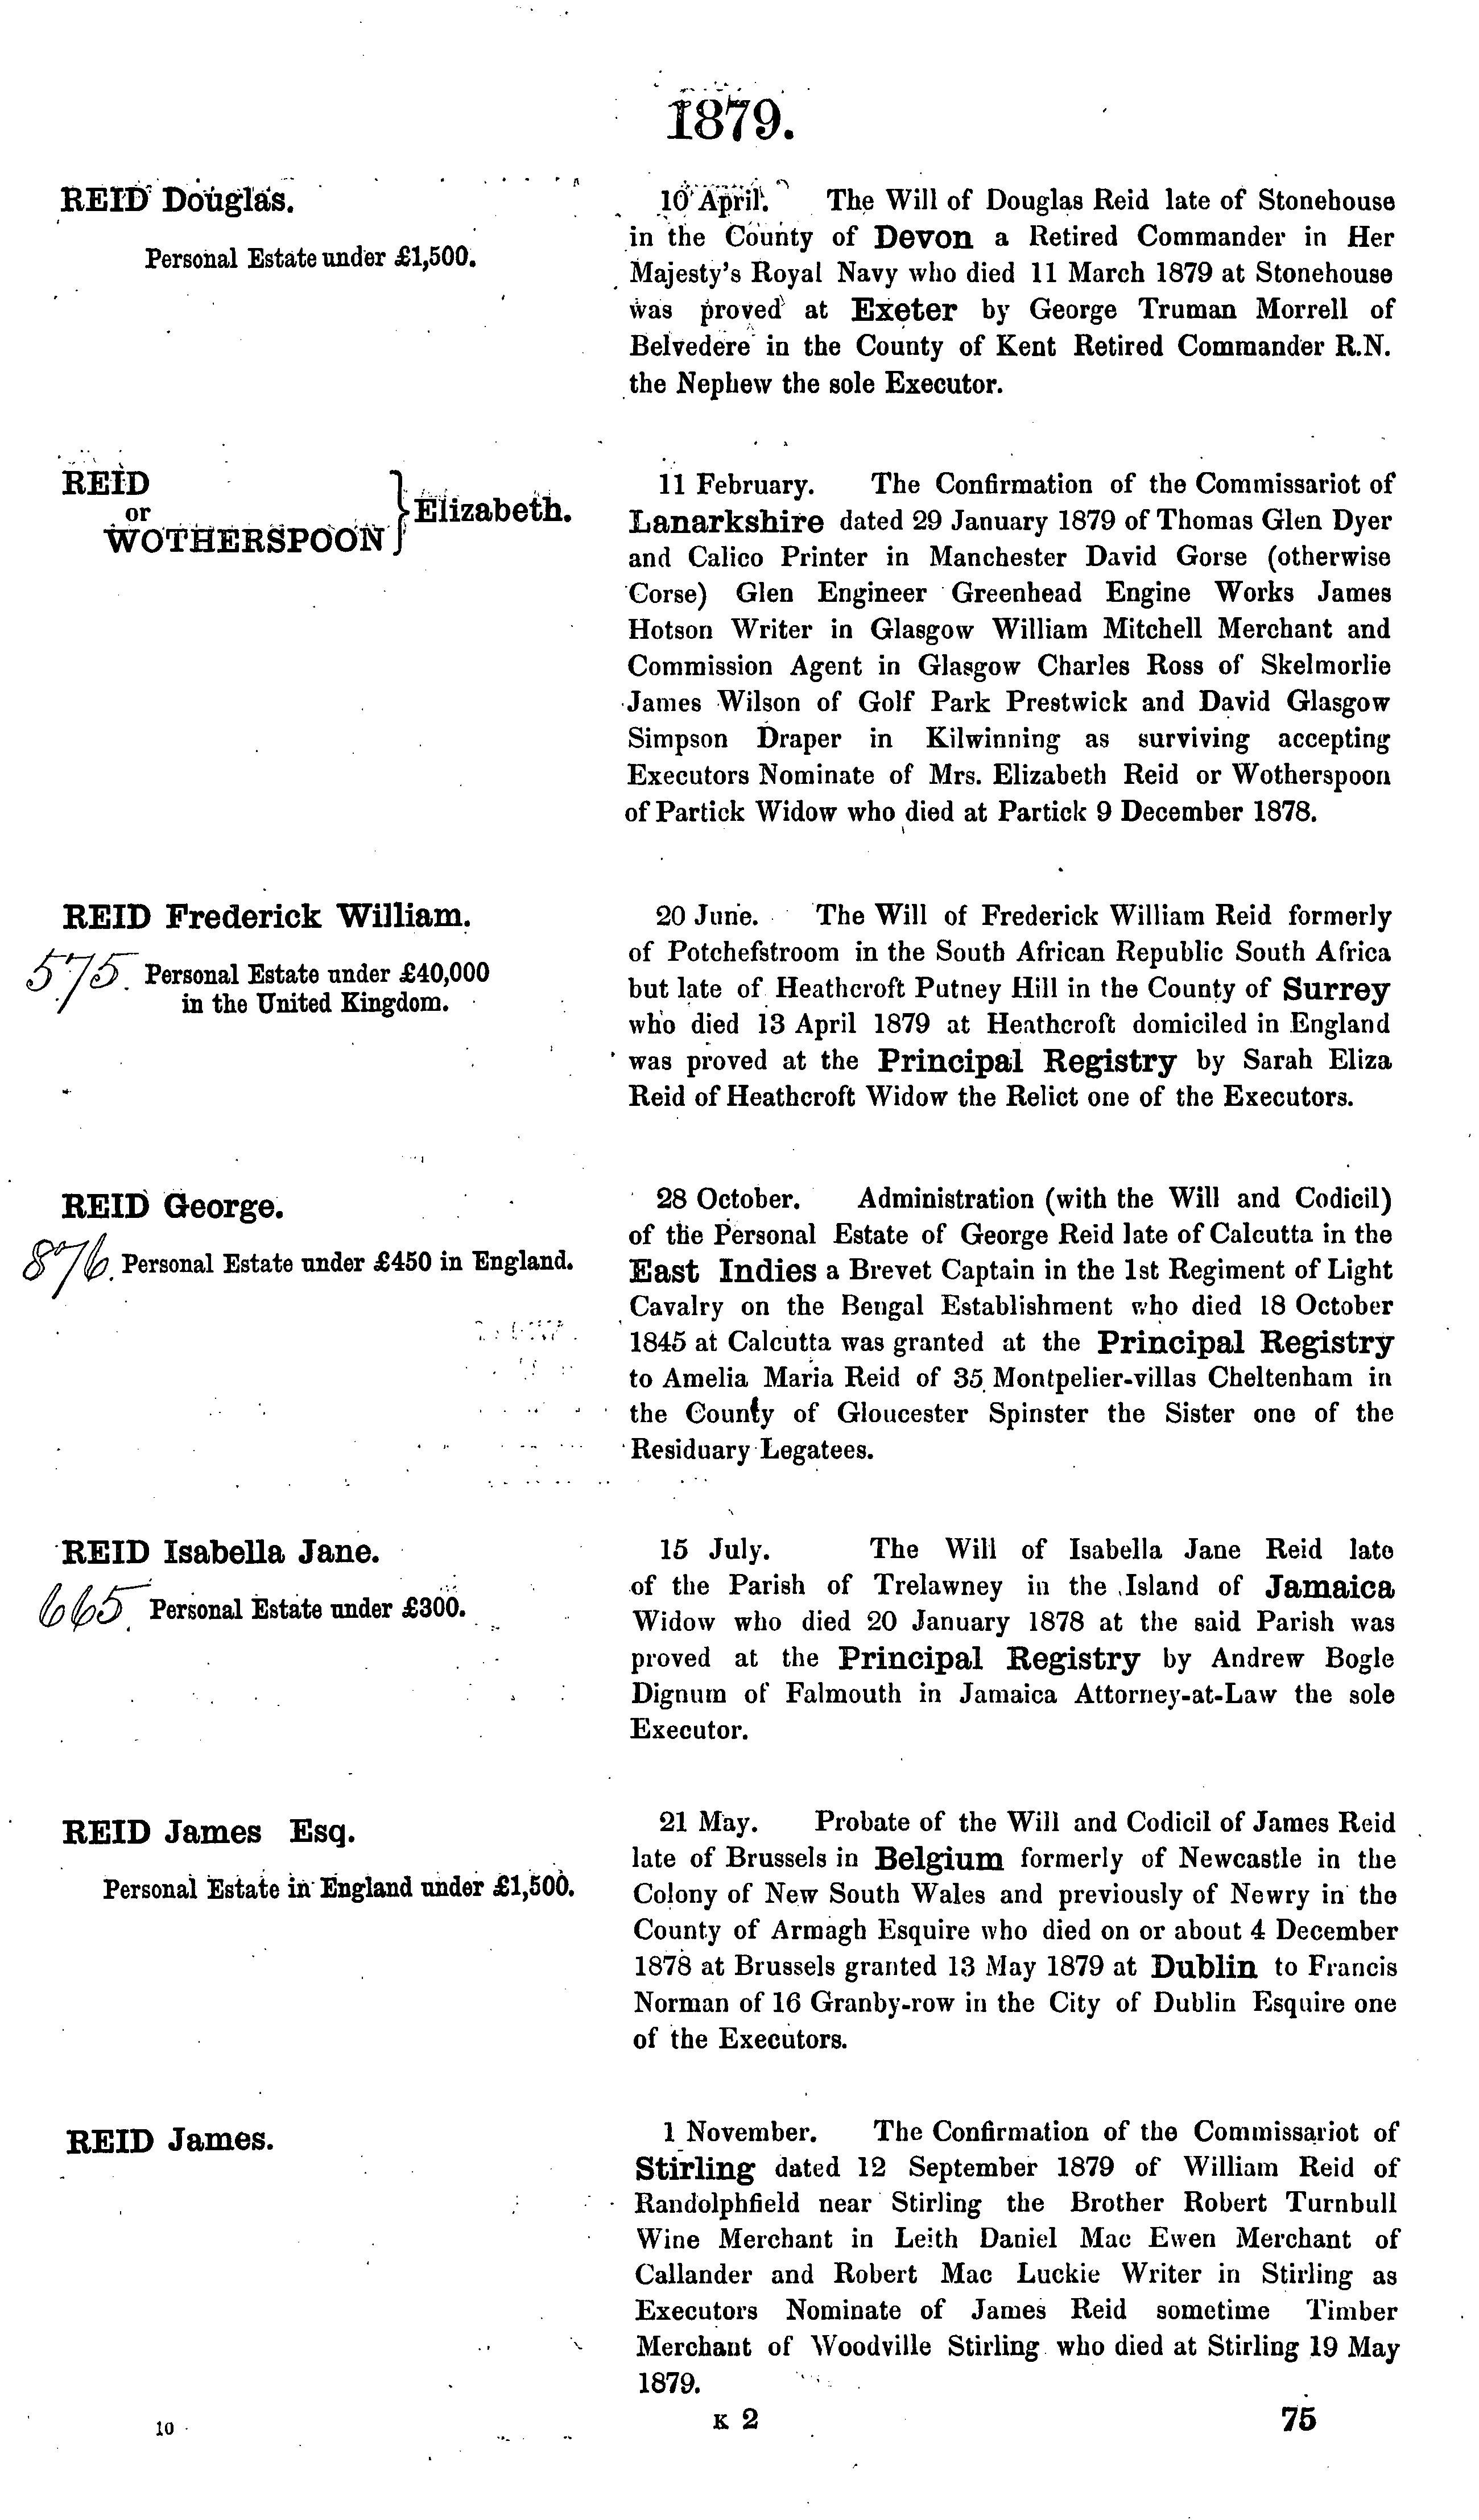 1879.
REID Douglas.
Personal Estate under £1,500.
10 April. The Will of Douglas Reid late of Stonehouse
in the County of Devon a Retired Commander in Her
Majesty's Royal Navy who died 11 March 1879 at Stonehouse
was proved at Exeter by George Truman Morrell of
Belvedere in the County of Kent Retired Commander R.N.
the Nephew the sole Executor.
REID
or
WOTHERSPOON } Elizabeth.
11 February. The Confirmation of the Commissariot of
Lanarkshire dated 29 January 1879 of Thomas Glen Dyer
and Calico Printer in Manchester David Gorse (otherwise
Corse) Glen Engineer Greenhead Engine Works James
Hotson Writer in Glasgow William Mitchell Merchant and
Commission Agent in Glasgow Charles Ross of Skelmorlie
James Wilson of Golf Park Prestwick and David Glasgow
Simpson Draper in Kilwinning as surviving accepting
Executors Nominate of Mrs. Elizabeth Reid or Wotherspoon
of Partick Widow who died at Partick 9 December 1878.
REID Frederick William.
575. Personal Estate under £40,000
in the United Kingdom.
20 June. The Will of Frederick William Reid formerly
of Potchefstroom in the South African Republic South Africa
but late of Heathcroft Putney Hill in the County of Surrey
who died 13 April 1879 at Heathcroft domiciled in England
was proved at the Principal Registry by Sarah Eliza
Reid of Heathcroft Widow the Relict one of the Executors.
REID George.
876. Personal Estate under £450 in England.
28 October. Administration (with the Will and Codicil)
of the Personal Estate of George Reid late of Calcutta in the
East Indies a Brevet Captain in the 1st Regiment of Light
Cavalry on the Bengal Establishment who died 18 October
1845 at Calcutta was granted at the Principal Registry
to Amelia Maria Reid of 35 Montpelier-villas Cheltenham in
the County of Gloucester Spinster the Sister one of the
Residuary Legatees.
REID Isabella Jane.
665. Personal Estate under £300.
15 July. The Will of Isabella Jane Reid late
of the Parish of Trelawney in the Island of Jamaica
Widow who died 20 January 1878 at the said Parish was
proved at the Principal Registry by Andrew Bogle
Dignum of Falmouth in Jamaica Attorney-at-Law the sole
Executor.
REID James Esq.
Personal Estate in England under £1,500.
21 May. Probate of the Will and Codicil of James Reid
late of Brussels in Belgium formerly of Newcastle in the
Colony of New South Wales and previously of Newry in the
County of Armagh Esquire who died on or about 4 December
1878 at Brussels granted 13 May 1879 at Dublin to Francis
Norman of 16 Granby-row in the City of Dublin Esquire one
of the Executors.
REID James.
1 November. The Confirmation of the Commissariot of
Stirling dated 12 September 1879 of William Reid of
Randolphfield near Stirling the Brother Robert Turnbull
Wine Merchant in Leith Daniel Mac Ewen Merchant of
Callander and Robert Mac Luckie Writer in Stirling as
Executors Nominate of James Reid sometime Timber
Merchant of Woodville Stirling who died at Stirling 19 May
1879.
10 K 2 75